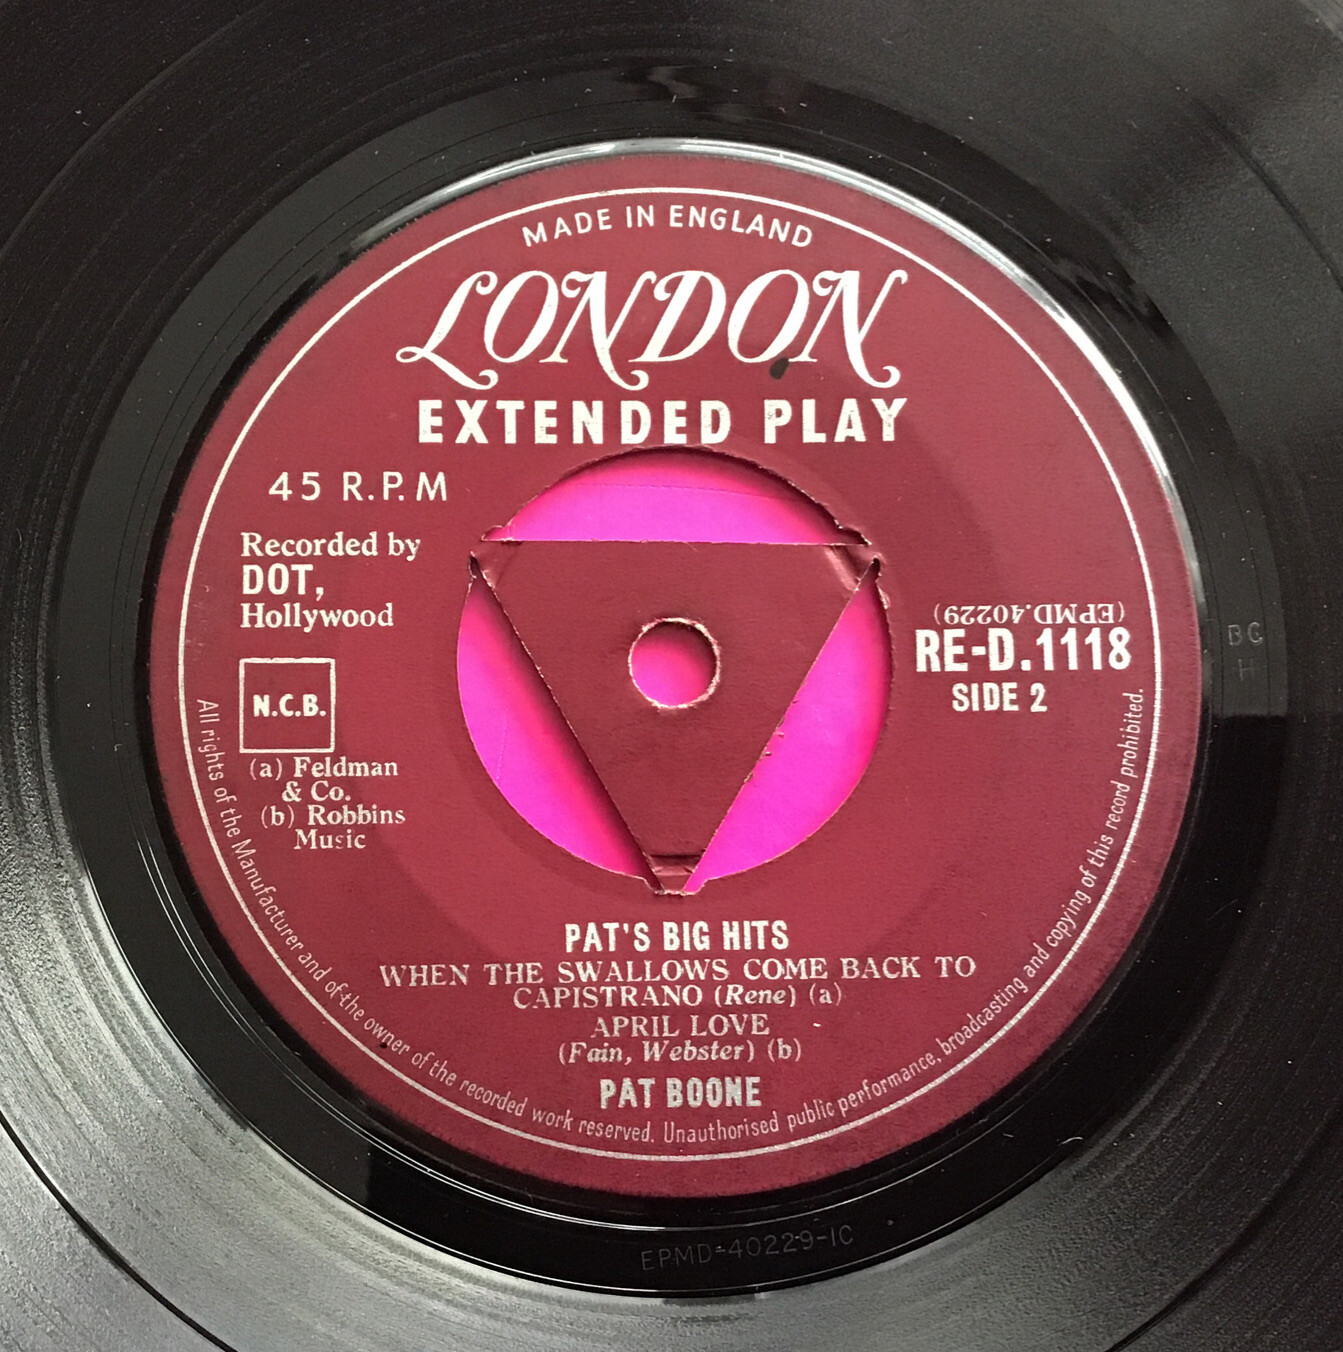 MADE IN ENGLAND
LONDON
EXTENDED PLAY
45 R.P.M
Recorded by
DOT,
Hollywood
N.C.B.
(a) Feldman
& Co.
(b) Robbins
Music
(EPMD.40229)
RE-D.1118
SIDE 2
BC
H
PAT'S BIG HITS
WHEN THE SWALLOWS COME BACK TO
CAPISTRANO (Rene) (a)
APRIL LOVE
(Fain, Webster) (b)
PAT BOONE
All rights of the Manufacturer and of the owner of the recorded work reserved. Unauthorised public performance, broadcasting and copying of this record prohibited.
EPMD-40229-1C